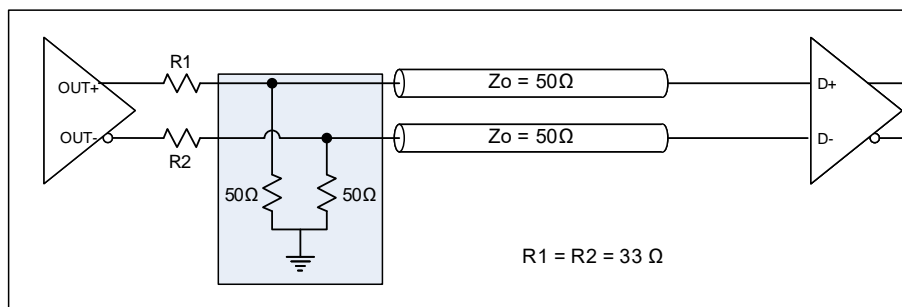 R1
OUT+
Zo = 50Ω
D+
OUT-
Zo = 50Ω
D-
R2
50Ω
50Ω
R1 = R2 = 33 Ω